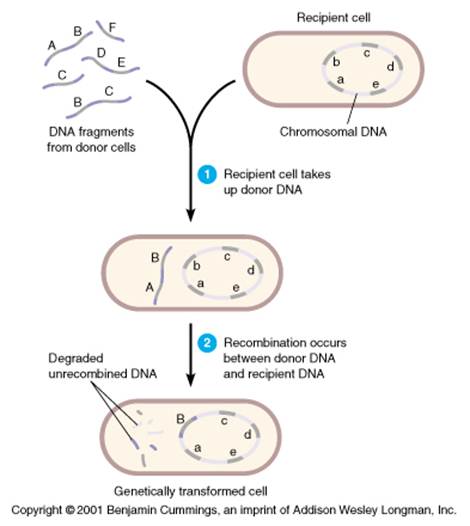 Recipient cell
A
B
F
D
E
C
B
C
b
c
d
a
e
DNA fragments
from donor cells
Chromosomal DNA
1
Recipient cell takes
up donor DNA
B
A
b
c
d
a
e
2
Recombination occurs
between donor DNA
and recipient DNA
Degraded
unrecombined DNA
B
c
d
a
e
Genetically transformed cell
Copyright © 2001 Benjamin Cummings, an imprint of Addison Wesley Longman, Inc.